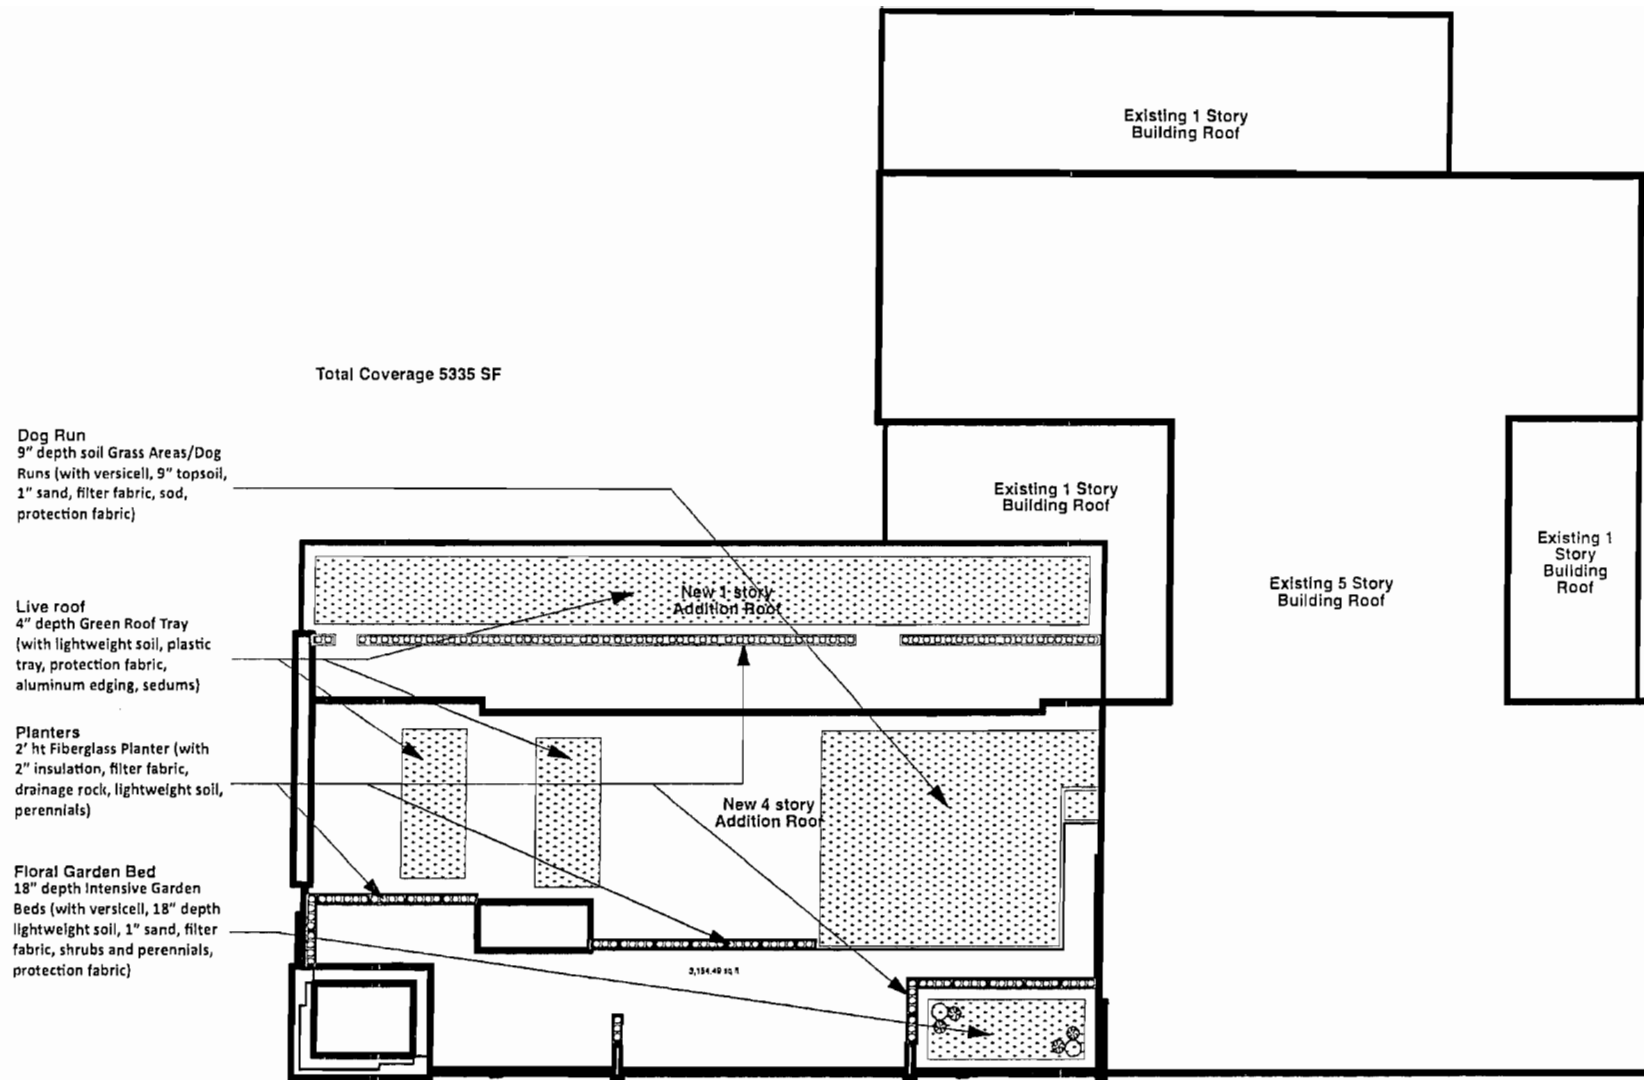 Existing 1 Story
Building Roof
Total Coverage 5335 SF
Dog Run
9" depth soil Grass Areas/Dog
Runs (with versicell, 9" topsoil,
1" sand, filter fabric, sod,
protection fabric)
Existing 1 Story
Building Roof
Existing 1
Story
Building
Roof
Existing 5 Story
Building Roof
New 1 story
Addition Roof
Live roof
4" depth Green Roof Tray
(with lightweight soil, plastic
tray, protection fabric,
aluminum edging, sedums)
Planters
2' ht Fiberglass Planter (with
2" insulation, filter fabric,
drainage rock, lightweight soil,
perennials)
New 4 story
Addition Roof
Floral Garden Bed
18" depth Intensive Garden
Beds (with versicell, 18" depth
lightweight soil, 1" sand, filter
fabric, shrubs and perennials,
protection fabric)
sq ft